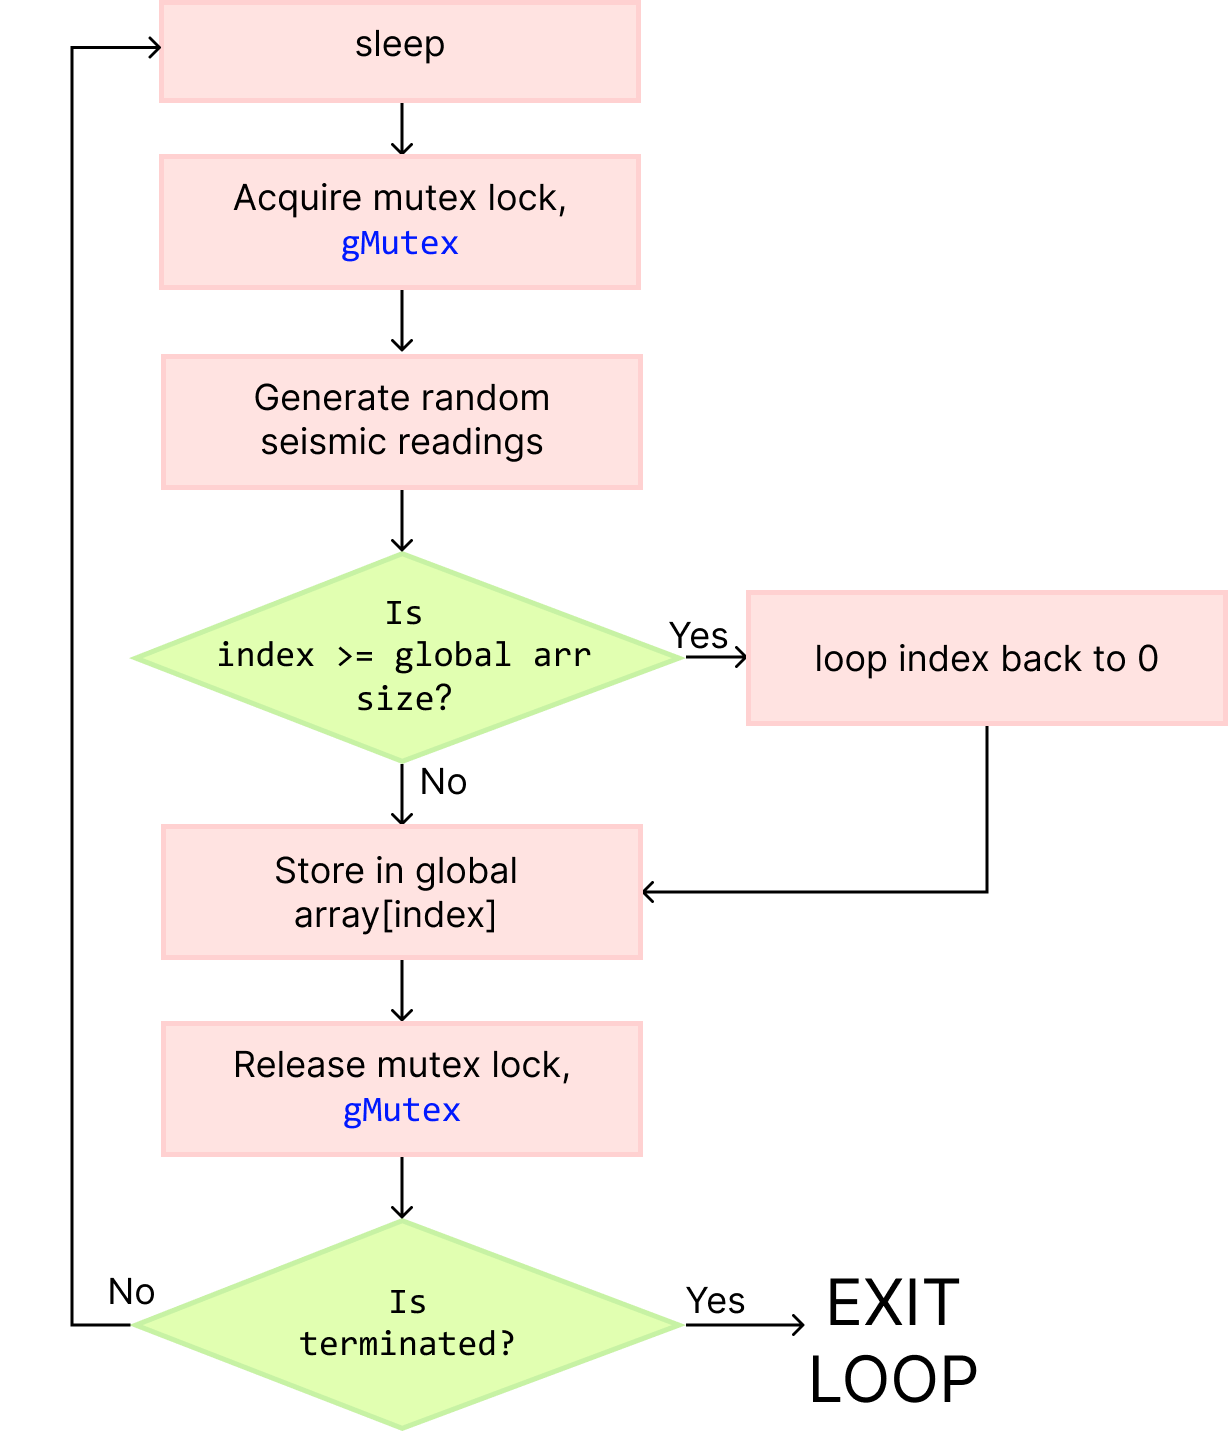 sleep
Acquire mutex lock,
gMutex
Generate random
seismic readings
Is
index >= global arr
size?
Yes
loop index back to 0
No
Store in global
array[index]
Release mutex lock,
gMutex
No
Is
terminated?
Yes
EXIT
LOOP